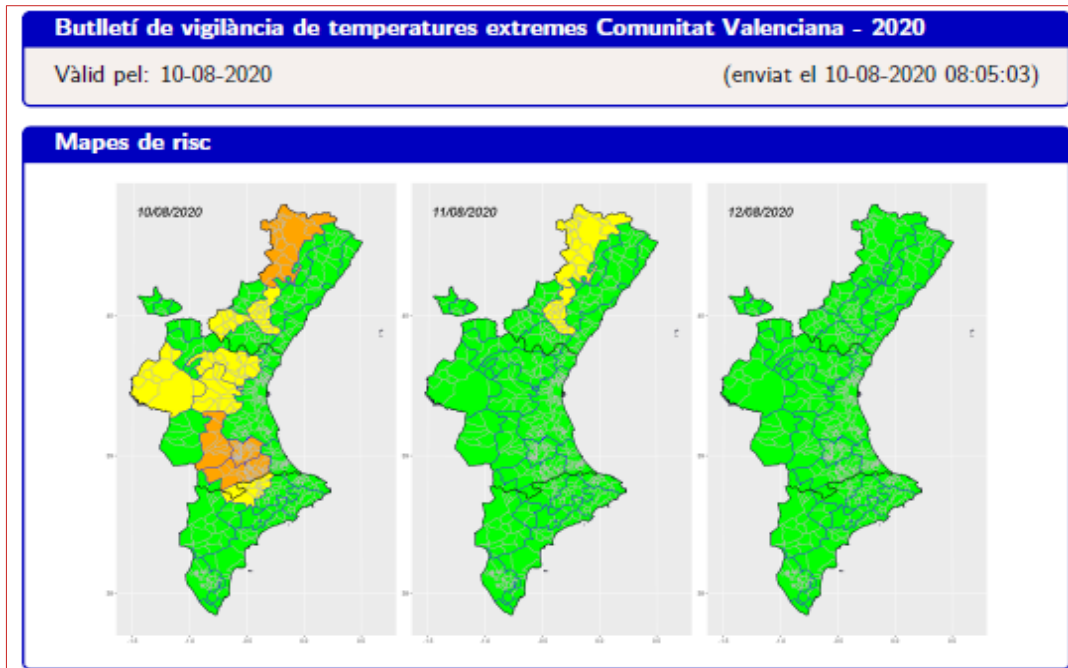 Butlletí de vigilància de temperatures extremes Comunitat Valenciana - 2020
Vàlid pel: 10-08-2020 (enviat el 10-08-2020 08:05:03)
Mapes de risc
10/08/2020 11/08/2020 12/08/2020